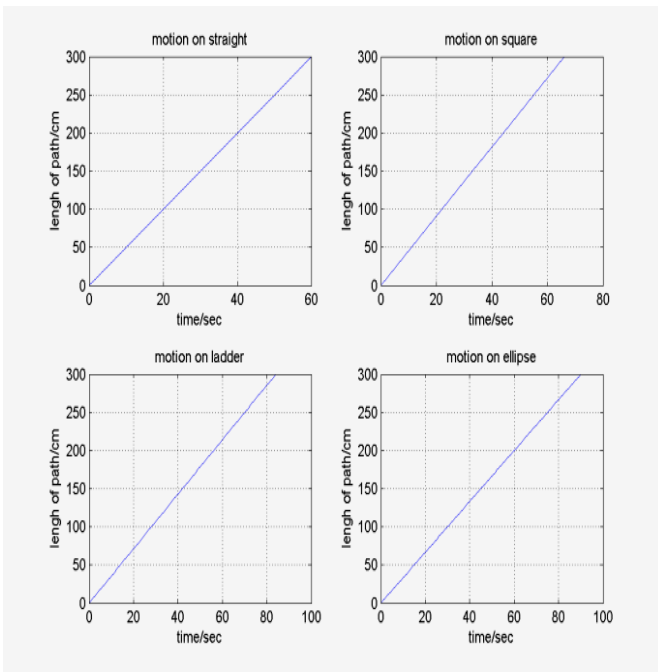 motion on straight
300
250
200
150
100
50
0
lengh of path/cm
0 20 40 60
time/sec
motion on square
300
250
200
150
100
50
0
lengh of path/cm
0 20 40 60 80
time/sec
motion on ladder
300
250
200
150
100
50
0
lengh of path/cm
0 20 40 60 80 100
time/sec
motion on ellipse
300
250
200
150
100
50
0
lengh of path/cm
0 20 40 60 80 100
time/sec